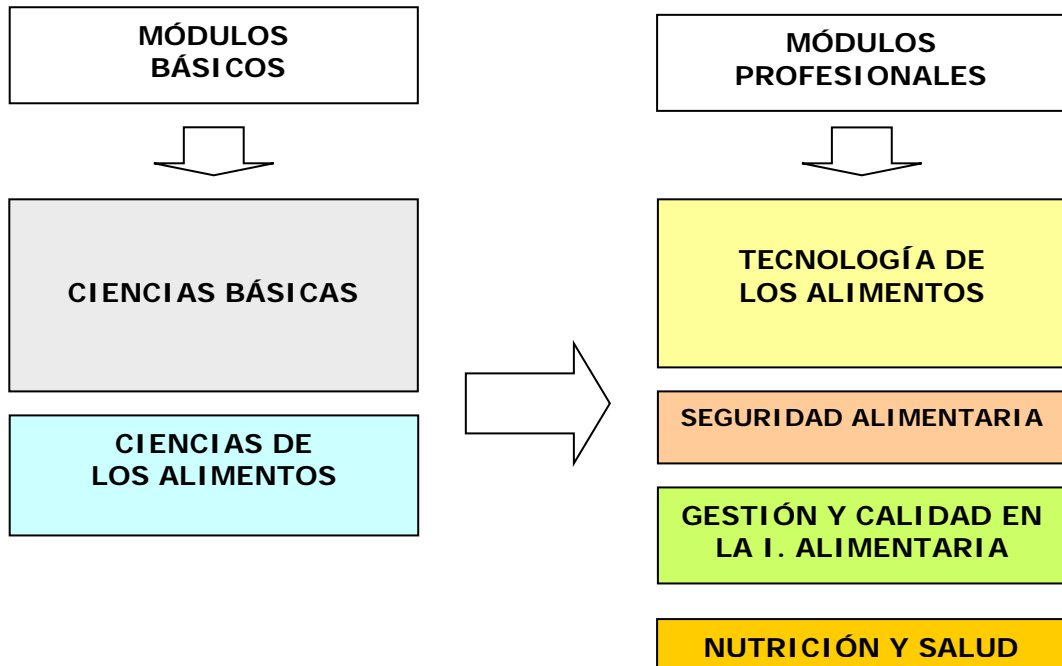 MÓDULOS
BÁSICOS
CIENCIAS BÁSICAS
CIENCIAS DE
LOS ALIMENTOS
MÓDULOS
PROFESIONALES
TECNOLOGÍA DE
LOS ALIMENTOS
SEGURIDAD ALIMENTARIA
GESTIÓN Y CALIDAD EN
LA I. ALIMENTARIA
NUTRICIÓN Y SALUD